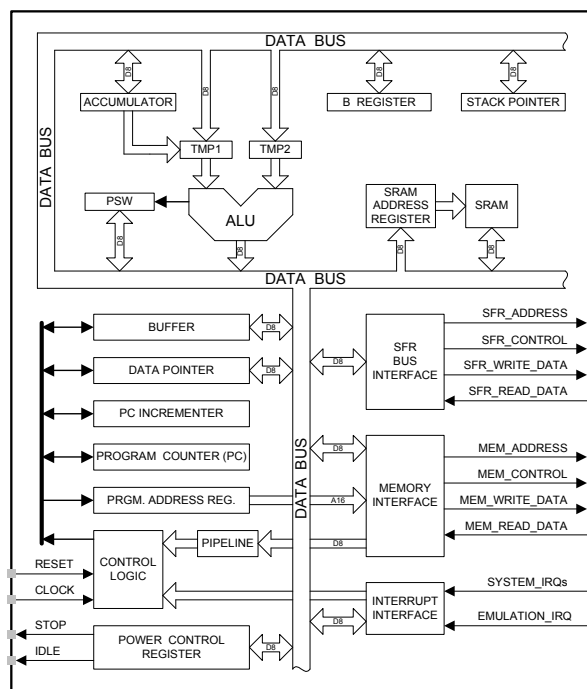 DATA BUS
D8
D8
D8
D8
D8
ACCUMULATOR
B REGISTER
STACK POINTER
DATA BUS
TMP1
TMP2
PSW
ALU
SRAM
ADDRESS
REGISTER
SRAM
D8
D8
D8
D8
DATA BUS
BUFFER
D8
DATA POINTER
D8
PC INCREMENTER
PROGRAM COUNTER (PC)
PRGM. ADDRESS REG.
A16
DATA BUS
D8
SFR
BUS
INTERFACE
SFR_ADDRESS
SFR_CONTROL
SFR_WRITE_DATA
SFR_READ_DATA
D8
MEMORY
INTERFACE
MEM_ADDRESS
MEM_CONTROL
MEM_WRITE_DATA
MEM_READ_DATA
RESET
CLOCK
CONTROL
LOGIC
PIPELINE
D8
INTERRUPT
INTERFACE
SYSTEM_IRQs
EMULATION_IRQ
D8
STOP
IDLE
POWER CONTROL
REGISTER
D8